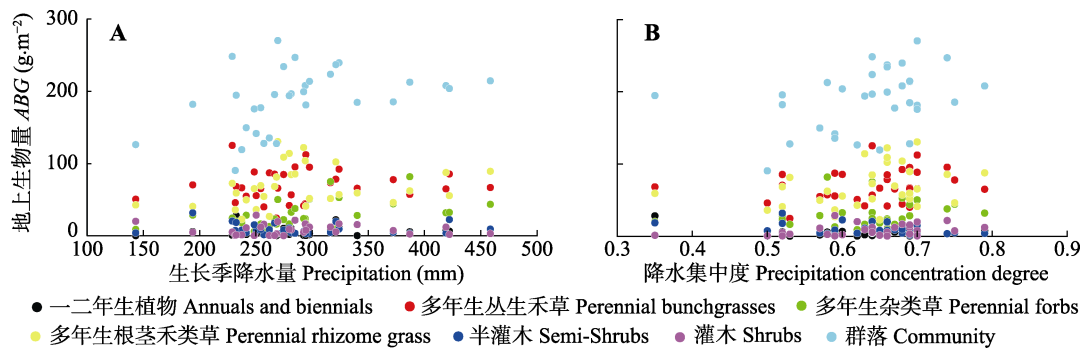 地上生物量 ABG (g·m⁻²)
300
200
100
0
A
100 150 200 250 300 350 400 450 500
生长季降水量 Precipitation (mm)
B
0.3 0.4 0.5 0.6 0.7 0.8 0.9
降水集中度 Precipitation concentration degree
一二年生植物 Annuals and biennials 多年生丛生禾草 Perennial bunchgrasses 多年生杂类草 Perennial forbs
多年生根茎禾类草 Perennial rhizome grass 半灌木 Semi-Shrubs 灌木 Shrubs 群落 Community